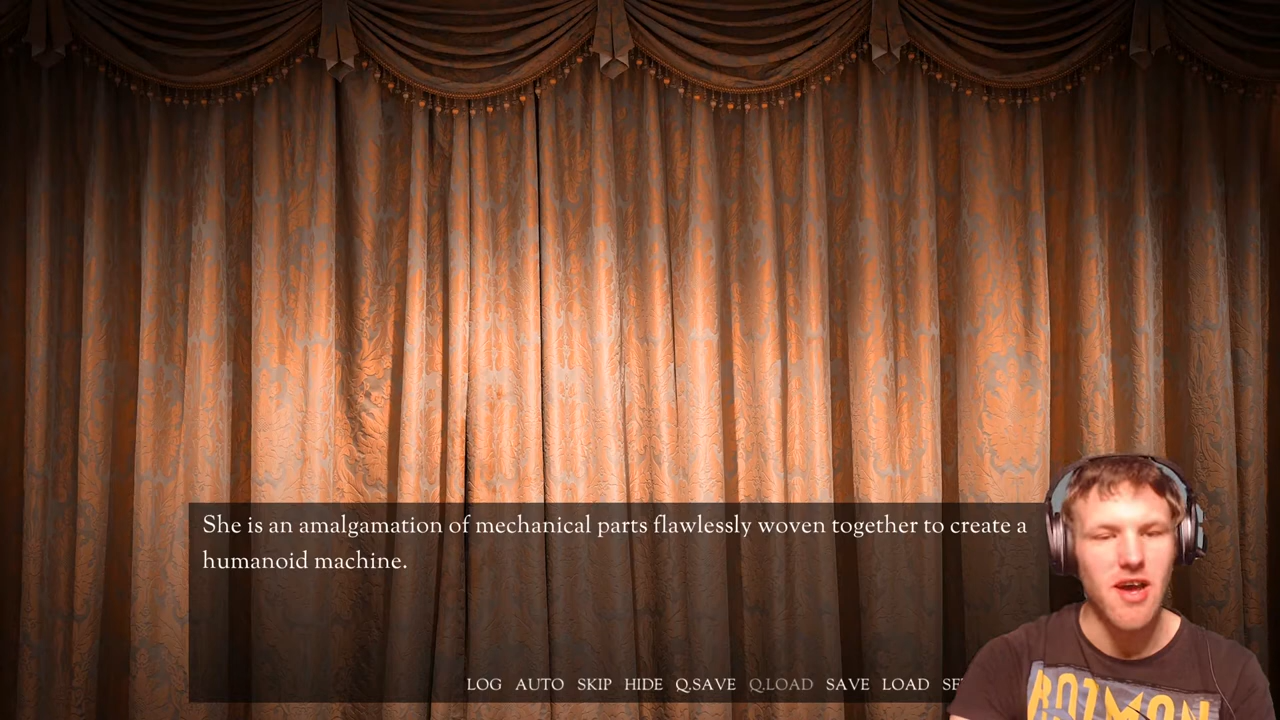 She is an amalgamation of mechanical parts flawlessly woven together to create a
humanoid machine.
LOG AUTO SKIP HIDE Q.SAVE Q.LOAD SAVE LOAD